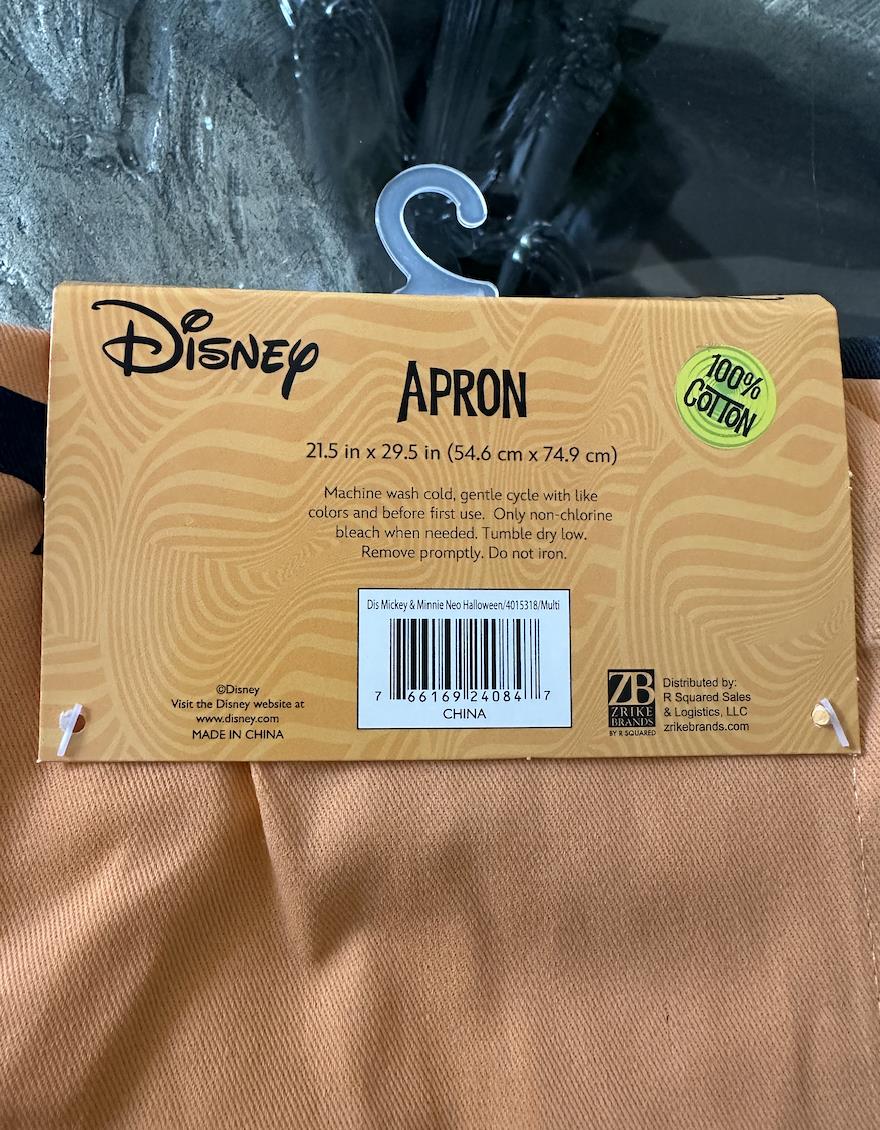 Disney
APRON
100%
COTTON
21.5 in x 29.5 in (54.6 cm x 74.9 cm)
Machine wash cold, gentle cycle with like
colors and before first use. Only non-chlorine
bleach when needed. Tumble dry low.
Remove promptly. Do not iron.
Dis Mickey & Minnie Neo Halloween/4015318/Multi
7 66169 24084 7
CHINA
©Disney
Visit the Disney website at
www.disney.com
MADE IN CHINA
ZB
ZRIKE
BRANDS
BY R SQUARED
Distributed by:
R Squared Sales
& Logistics, LLC
zrikebrands.com